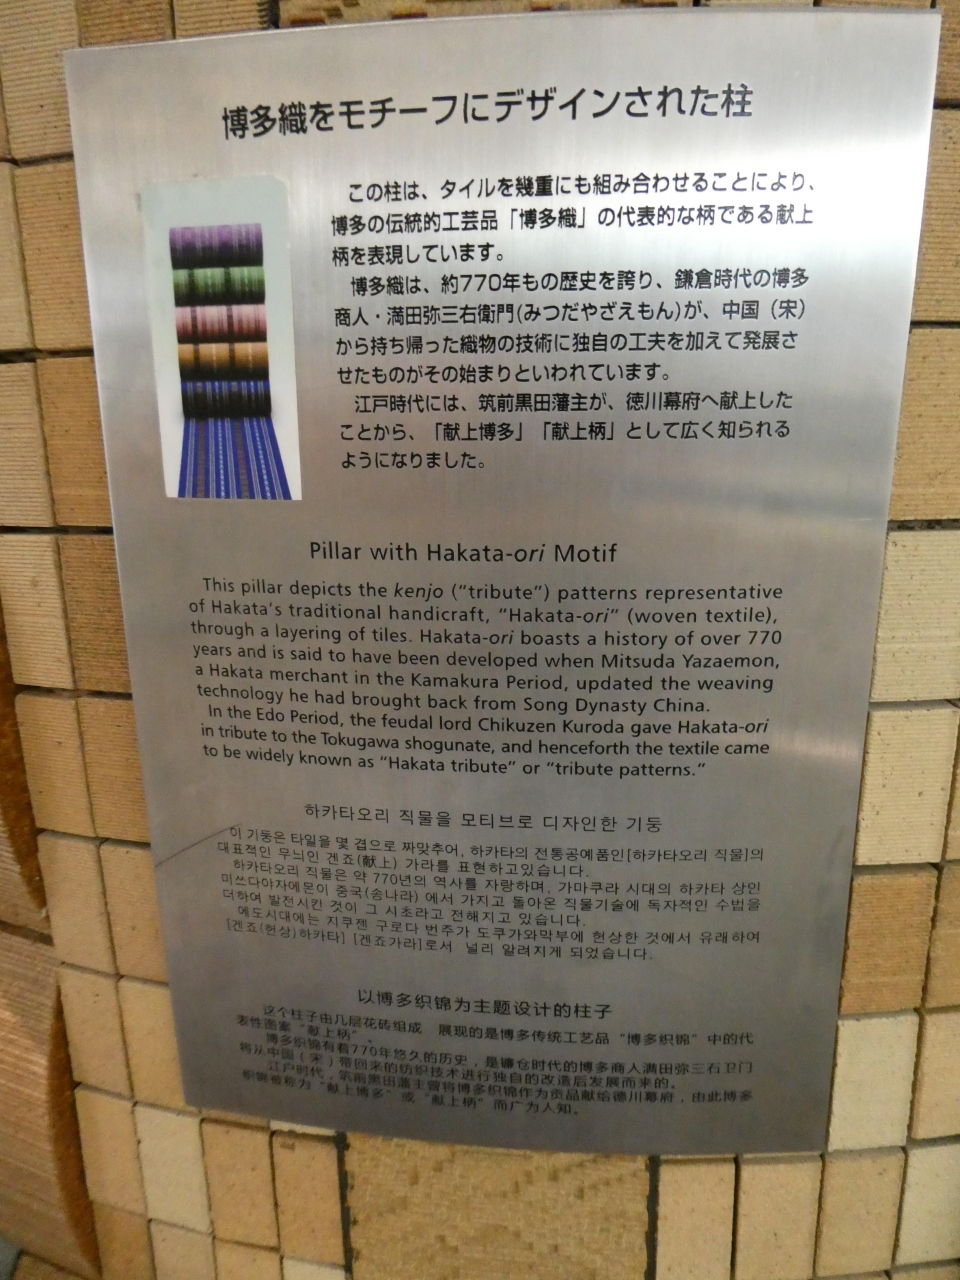 博多織をモチーフにデザインされた柱
この柱は、タイルを幾重にも組み合わせることにより、
博多の伝統的工芸品「博多織」の代表的な柄である献上
柄を表現しています。
博多織は、約770年もの歴史を誇り、鎌倉時代の博多
商人・満田弥三右衛門(みつだやざえもん)が、中国（宋）
から持ち帰った織物の技術に独自の工夫を加えて発展さ
せたものがその始まりといわれています。
江戸時代には、筑前黒田藩主が、徳川幕府へ献上した
ことから、「献上博多」「献上柄」として広く知られる
ようになりました。
Pillar with Hakata-ori Motif
This pillar depicts the kenjo (“tribute”) patterns representative
of Hakata’s traditional handicraft, “Hakata-ori” (woven textile),
through a layering of tiles. Hakata-ori boasts a history of over 770
years and is said to have been developed when Mitsuda Yazaemon,
a Hakata merchant in the Kamakura Period, updated the weaving
technology he had brought back from Song Dynasty China.
In the Edo Period, the feudal lord Chikuzen Kuroda gave Hakata-ori
in tribute to the Tokugawa shogunate, and henceforth the textile came
to be widely known as “Hakata tribute” or “tribute patterns.”
하카타오리 직물을 모티브로 디자인한 기둥
이 기둥은 타일을 몇 겹으로 짜맞추어, 하카타의 전통공예품인[하카타오리 직물]의
대표적인 무늬인 겐죠(献上) 가라를 표현하고있습니다.
하카타오리 직물은 약 770년의 역사를 자랑하며, 가마쿠라 시대의 하카타 상인
미쓰다야자에몬이 중국(송나라) 에서 가지고 돌아온 직물기술에 독자적인 수법을
더하여 발전시킨 것이 그 시초라고 전해지고 있습니다.
에도시대에는 지쿠젠 구로다 번주가 도쿠가와막부에 헌상한 것에서 유래하여
[겐죠(헌상)하카타] [겐죠가라]로서 널리 알려지게 되었습니다.
以博多织锦为主题设计的柱子
这个柱子由几层花砖组成 展现的是博多传统工艺品“博多织锦”中的代
表性图案“献上柄”。
博多织锦有着770年悠久的历史，是镰仓时代的博多商人满田弥三右卫门
将从中国（宋）带回来的纺织技术进行独自的改造后发展而来的。
江户时代，筑前黑田藩主曾将博多织锦作为贡品献给德川幕府，由此博多
织锦被称为“献上博多”或“献上柄”而广为人知。